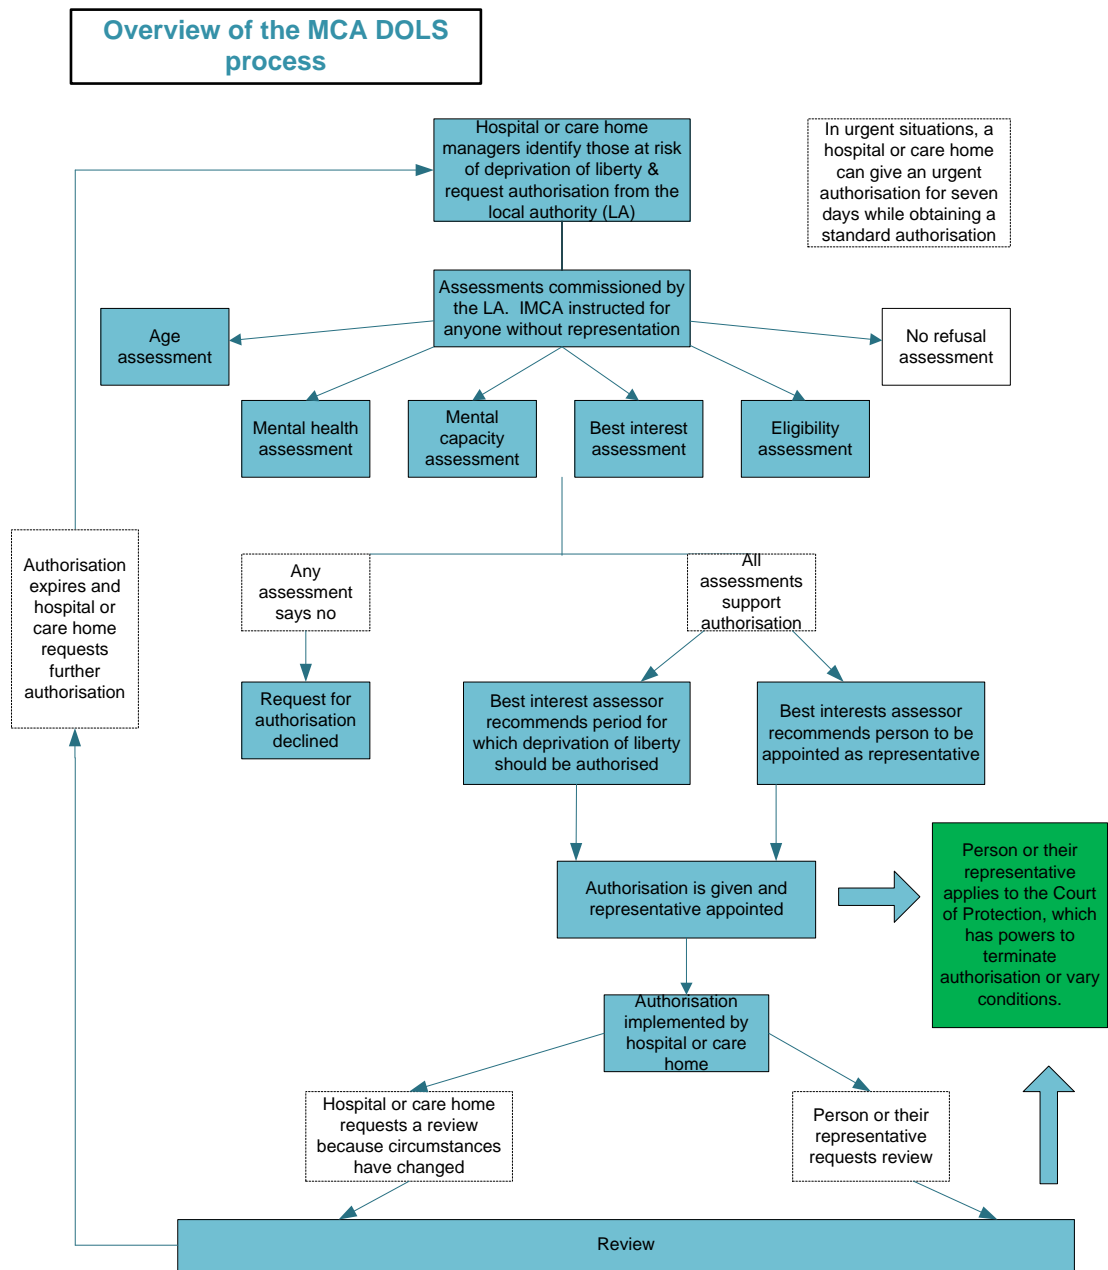 Overview of the MCA DOLS
process
Hospital or care home
managers identify those at risk
of deprivation of liberty &
request authorisation from the
local authority (LA)
In urgent situations, a
hospital or care home
can give an urgent
authorisation for seven
days while obtaining a
standard authorisation
Assessments commissioned by
the LA.  IMCA instructed for
anyone without representation
Age
assessment
No refusal
assessment
Mental health
assessment
Mental
capacity
assessment
Best interest
assessment
Eligibility
assessment
Authorisation
expires and
hospital or
care home
requests
further
authorisation
Any
assessment
says no
All
assessments
support
authorisation
Request for
authorisation
declined
Best interest assessor
recommends period for
which deprivation of liberty
should be authorised
Best interests assessor
recommends person to be
appointed as representative
Authorisation is given and
representative appointed
Person or their
representative
applies to the Court
of Protection, which
has powers to
terminate
authorisation or vary
conditions.
Authorisation
implemented by
hospital or care
home
Hospital or care home
requests a review
because circumstances
have changed
Person or their
representative
requests review
Review